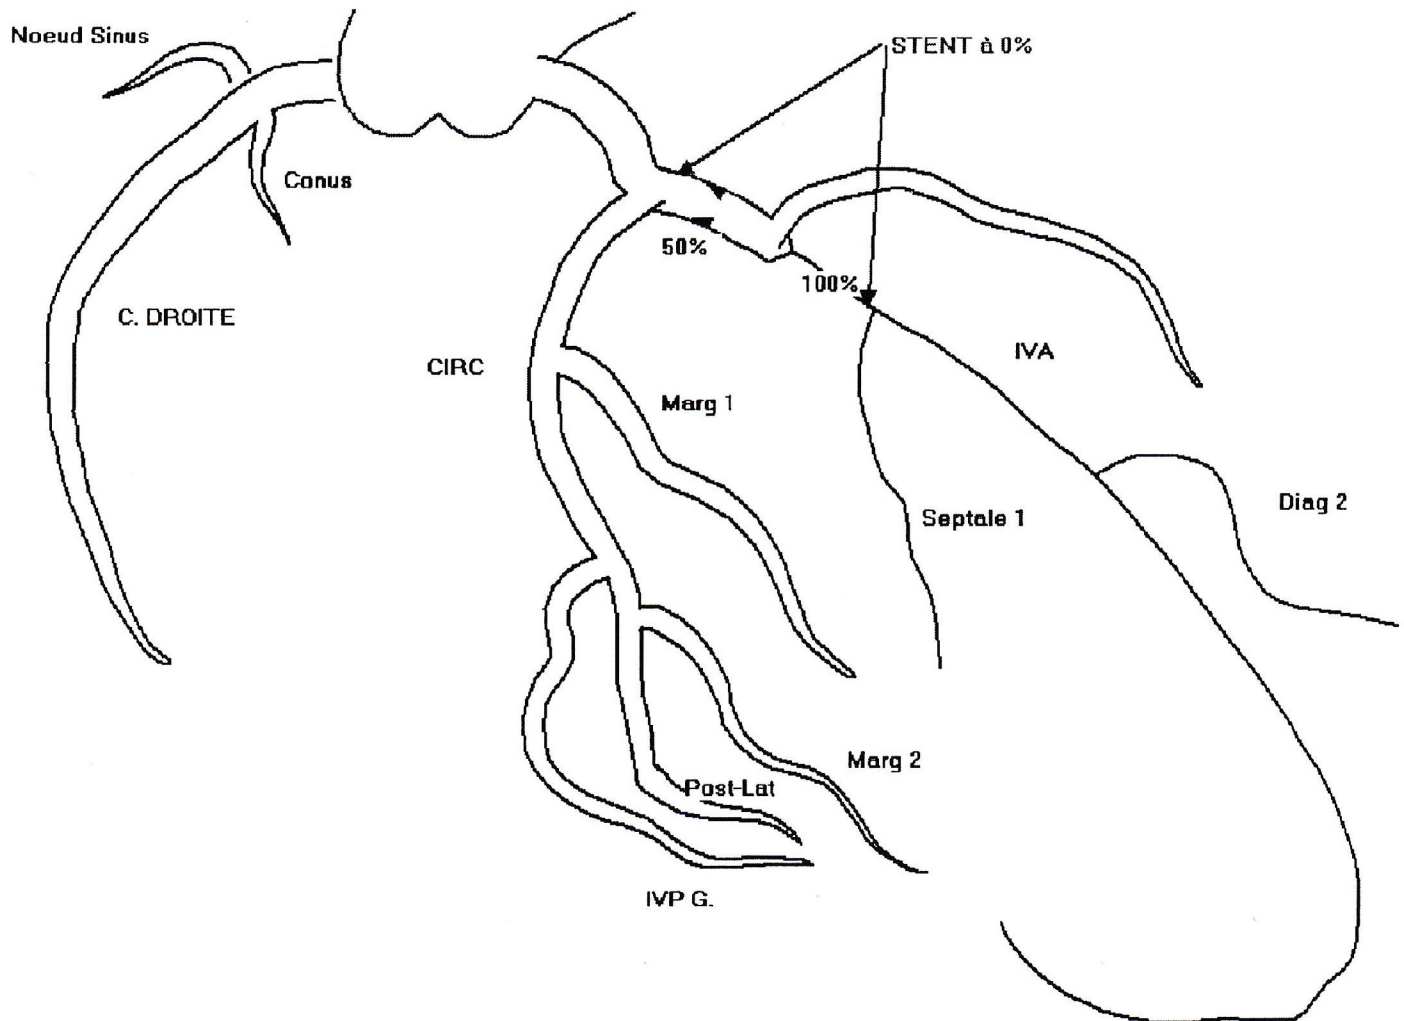 Noeud Sinus
STENT à 0%
Conus
50%
100%
C. DROITE
IVA
CIRC
Marg 1
Septale 1
Diag 2
Marg 2
Post-Lat
IVP G.